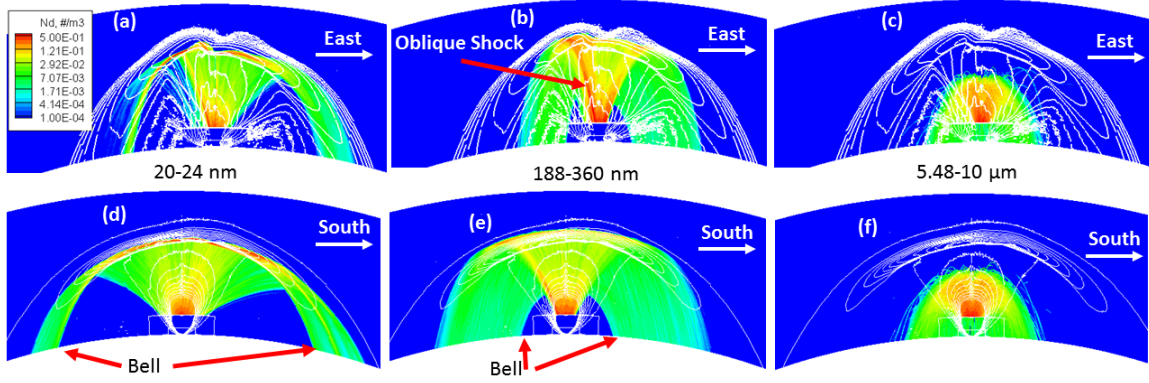 Nd, #/m3
5.00E-01
1.21E-01
2.92E-02
7.07E-03
1.71E-03
4.14E-04
1.00E-04
(a)
East
(b)
East
Oblique Shock
(c)
East
20-24 nm
188-360 nm
5.48-10 μm
(d)
South
(e)
South
(f)
South
Bell
Bell